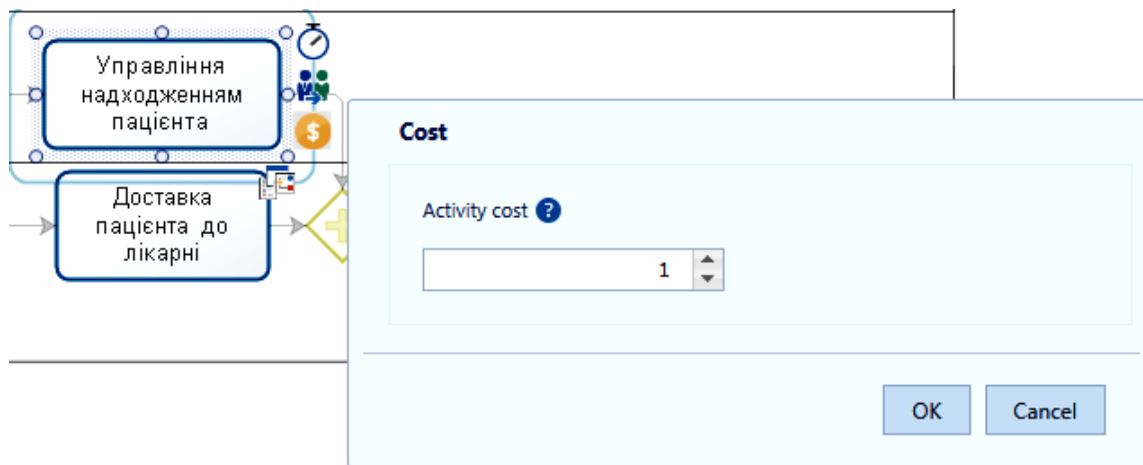 Управління
надходженням
пацієнта
$
Доставка
пацієнта до
лікарні
Cost
Activity cost ?
1
OK Cancel